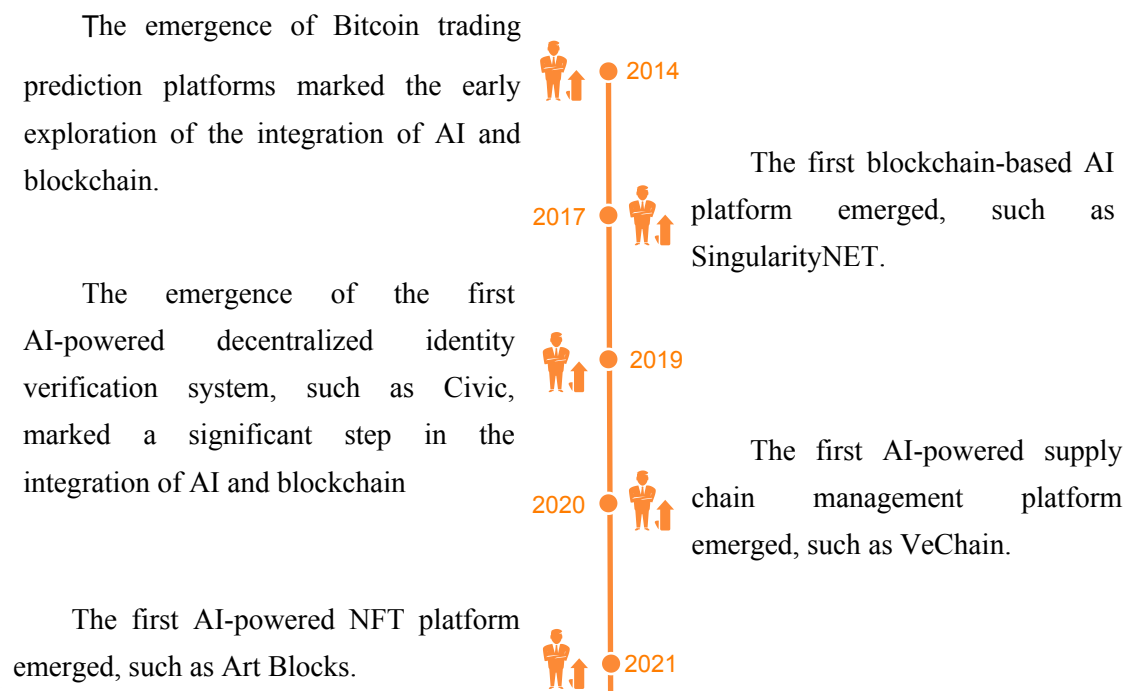 The emergence of Bitcoin trading
prediction platforms marked the early
exploration of the integration of AI and
blockchain.
2014
The first blockchain-based AI
platform emerged, such as
SingularityNET.
2017
The emergence of the first
AI-powered decentralized identity
verification system, such as Civic,
marked a significant step in the
integration of AI and blockchain
2019
The first AI-powered supply
chain management platform
emerged, such as VeChain.
2020
The first AI-powered NFT platform
emerged, such as Art Blocks.
2021